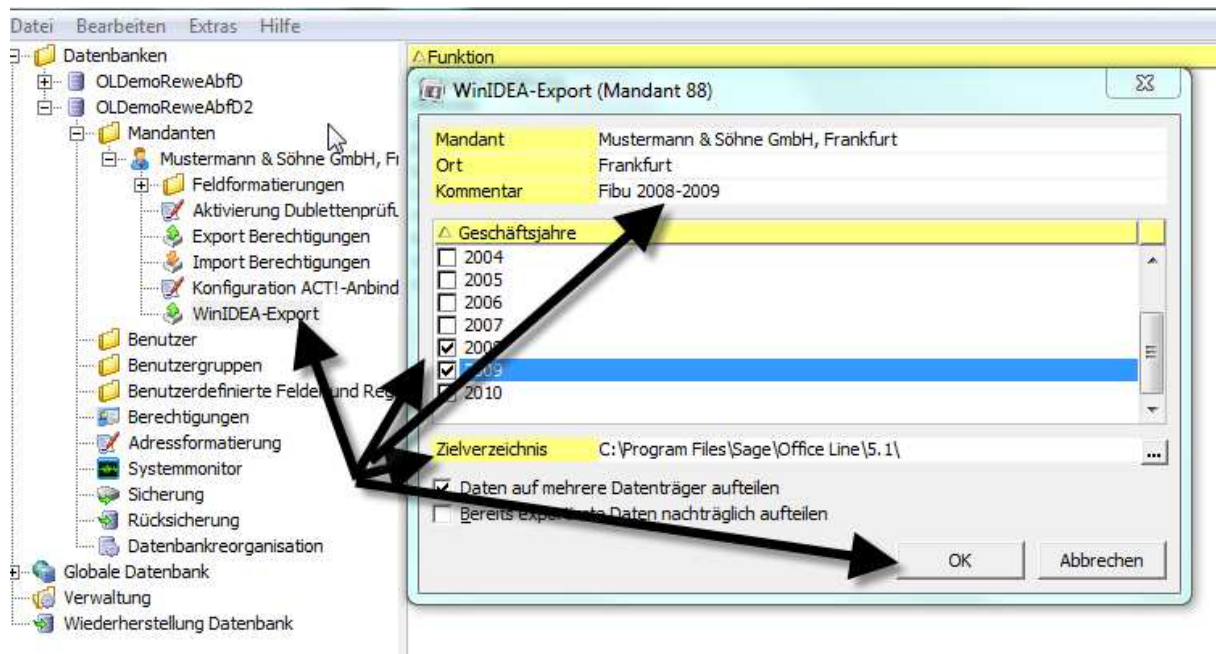 Datei Bearbeiten Extras Hilfe
Datenbanken
OLDemoReweAbfD
OLDemoReweAbfD2
Mandanten
Mustermann & Söhne GmbH, Fr
Feldformatierungen
Aktivierung Dublettenprüfu
Export Berechtigungen
Import Berechtigungen
Konfiguration ACT!-Anbind
WinIDEA-Export
Benutzer
Benutzergruppen
Benutzerdefinierte Felder und Reg
Berechtigungen
Adressformatierung
Systemmonitor
Sicherung
Rücksicherung
Datenbankreorganisation
Globale Datenbank
Verwaltung
Wiederherstellung Datenbank
Funktion
WinIDEA-Export (Mandant 88)
Mandant Mustermann & Söhne GmbH, Frankfurt
Ort Frankfurt
Kommentar Fibu 2008-2009
Geschäftsjahre
2004
2005
2006
2007
2008
2009
2010
Zielverzeichnis C:\Program Files\Sage\Office Line\5.1\ ...
Daten auf mehrere Datenträger aufteilen
Bereits exportierte Daten nachträglich aufteilen
OK Abbrechen